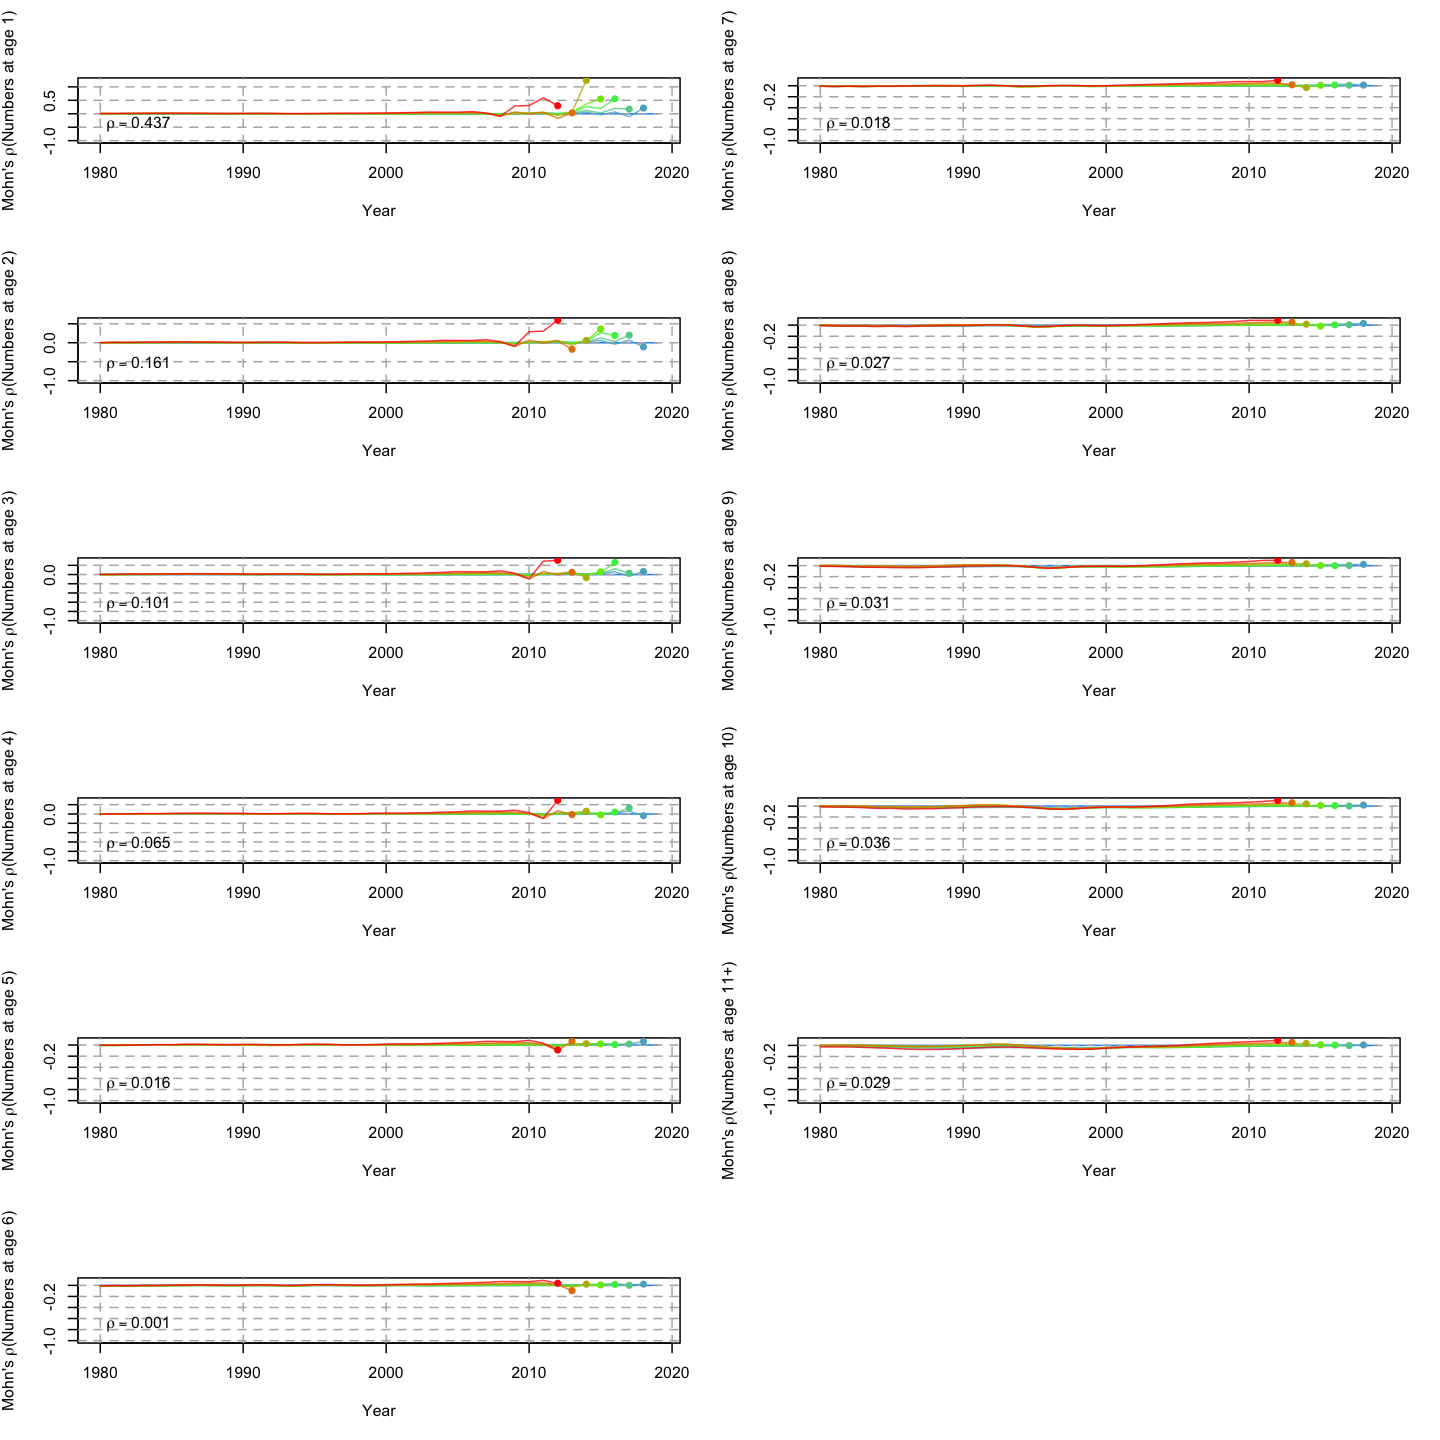 Mohn's ρ(Numbers at age 1)
0.5
-1.0
ρ = 0.437
1980 1990 2000 2010 2020
Year
Mohn's ρ(Numbers at age 2)
0.0
-1.0
ρ = 0.161
1980 1990 2000 2010 2020
Year
Mohn's ρ(Numbers at age 3)
0.0
-1.0
ρ = 0.101
1980 1990 2000 2010 2020
Year
Mohn's ρ(Numbers at age 4)
0.0
-1.0
ρ = 0.065
1980 1990 2000 2010 2020
Year
Mohn's ρ(Numbers at age 5)
-0.2
-1.0
ρ = 0.016
1980 1990 2000 2010 2020
Year
Mohn's ρ(Numbers at age 6)
-0.2
-1.0
ρ = 0.001
1980 1990 2000 2010 2020
Year
Mohn's ρ(Numbers at age 7)
-0.2
-1.0
ρ = 0.018
1980 1990 2000 2010 2020
Year
Mohn's ρ(Numbers at age 8)
-0.2
-1.0
ρ = 0.027
1980 1990 2000 2010 2020
Year
Mohn's ρ(Numbers at age 9)
-0.2
-1.0
ρ = 0.031
1980 1990 2000 2010 2020
Year
Mohn's ρ(Numbers at age 10)
-0.2
-1.0
ρ = 0.036
1980 1990 2000 2010 2020
Year
Mohn's ρ(Numbers at age 11+)
-0.2
-1.0
ρ = 0.029
1980 1990 2000 2010 2020
Year